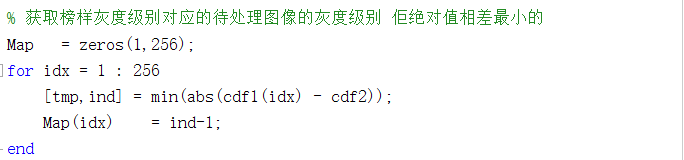 % 获取榜样灰度级别对应的待处理图像的灰度级别 佢绝对值相差最小的
Map   = zeros(1,256);
for idx = 1 : 256
    [tmp,ind] = min(abs(cdf1(idx) - cdf2));
    Map(idx)    = ind-1;
end